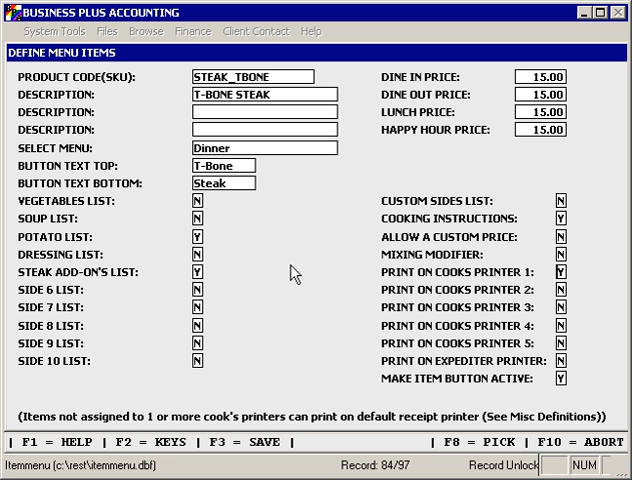 BUSINESS PLUS ACCOUNTING
System Tools Files Browse Finance Client Contact Help
DEFINE MENU ITEMS
PRODUCT CODE(SKU): STEAK_TBONE DINE IN PRICE: 15.00
DESCRIPTION: T-BONE STEAK DINE OUT PRICE: 15.00
DESCRIPTION: LUNCH PRICE: 15.00
DESCRIPTION: HAPPY HOUR PRICE: 15.00
SELECT MENU: Dinner
BUTTON TEXT TOP: T-Bone
BUTTON TEXT BOTTOM: Steak
VEGETABLES LIST: N CUSTOM SIDES LIST: N
SOUP LIST: N COOKING INSTRUCTIONS: Y
POTATO LIST: Y ALLOW A CUSTOM PRICE: N
DRESSING LIST: N MIXING MODIFIER: N
STEAK ADD-ON'S LIST: Y PRINT ON COOKS PRINTER 1: Y
SIDE 6 LIST: N PRINT ON COOKS PRINTER 2: N
SIDE 7 LIST: N PRINT ON COOKS PRINTER 3: N
SIDE 8 LIST: N PRINT ON COOKS PRINTER 4: N
SIDE 9 LIST: N PRINT ON COOKS PRINTER 5: N
SIDE 10 LIST: N PRINT ON EXPEDITER PRINTER: N
MAKE ITEM BUTTON ACTIVE: Y
(Items not assigned to 1 or more cook's printers can print on default receipt printer (See Misc Definitions))
| F1 = HELP | F2 = KEYS | F3 = SAVE | | F8 = PICK | F10 = ABORT
Itemmenu (c:\rest\itemmenu.dbf) Record: 84/97 Record Unlock NUM